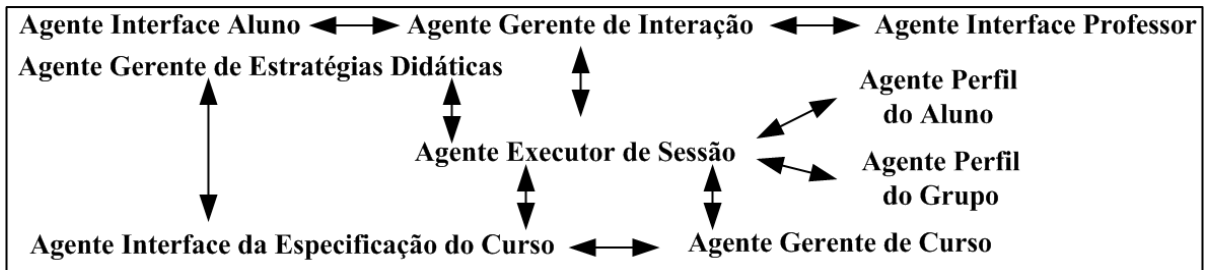 Agente Interface Aluno Agente Gerente de Interação Agente Interface Professor
Agente Gerente de Estratégias Didáticas
Agente Perfil
do Aluno
Agente Executor de Sessão
Agente Perfil
do Grupo
Agente Interface da Especificação do Curso Agente Gerente de Curso